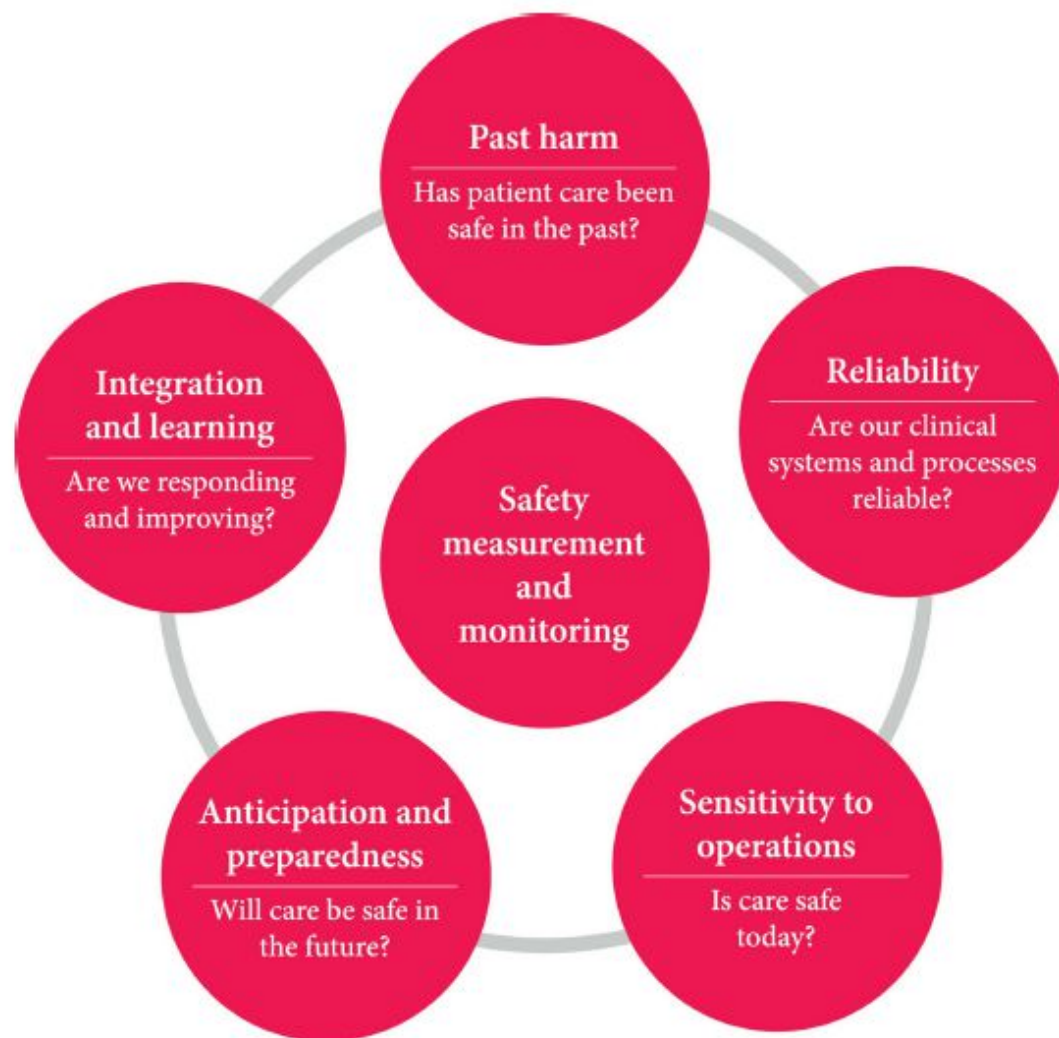 Past harm
Has patient care been
safe in the past?
Reliability
Are our clinical
systems and processes
reliable?
Sensitivity to
operations
Is care safe
today?
Anticipation and
preparedness
Will care be safe in
the future?
Integration
and learning
Are we responding
and improving?
Safety
measurement
and
monitoring